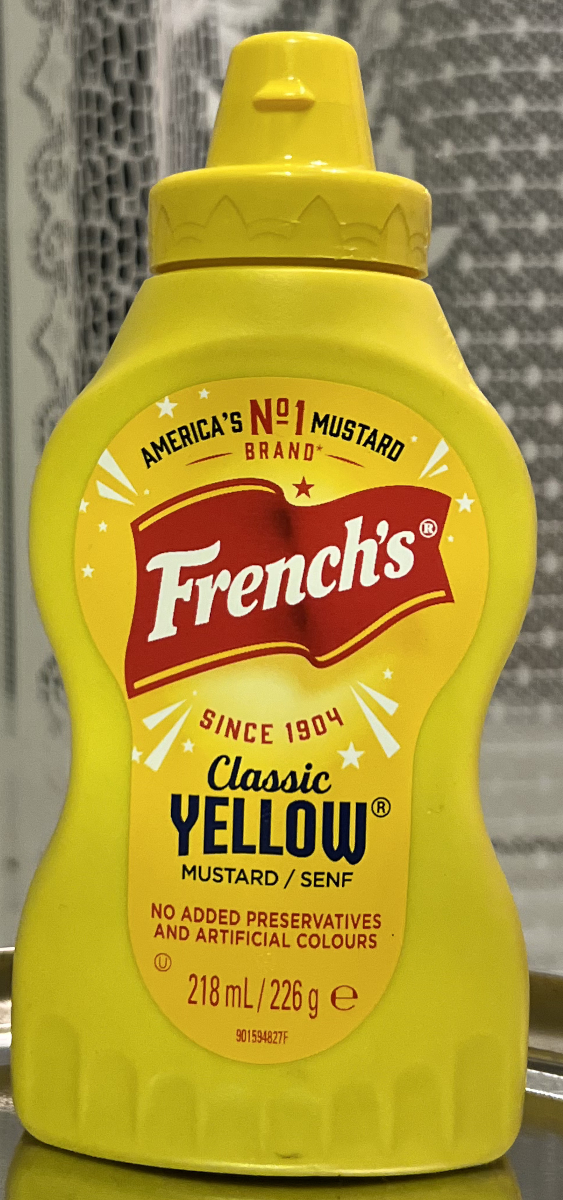 AMERICA'S Nº1 MUSTARD
BRAND*
French's®
SINCE 1904
Classic
YELLOW®
MUSTARD / SENF
NO ADDED PRESERVATIVES
AND ARTIFICIAL COLOURS
U
218 mL / 226 g ℮
901594827F